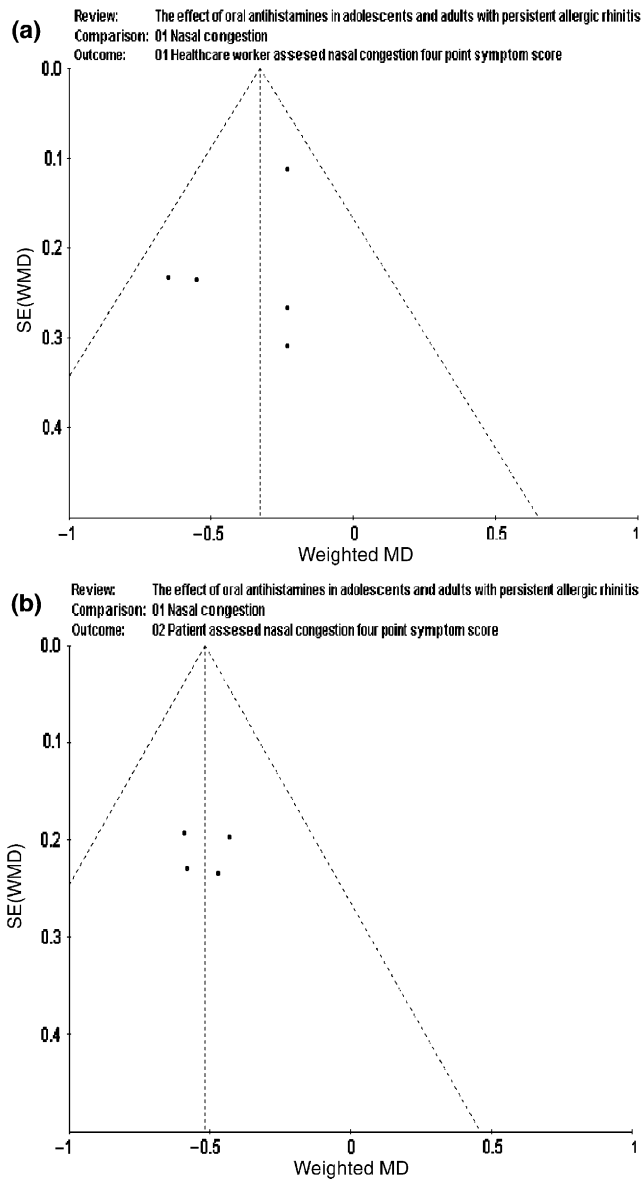 (a)
Review: The effect of oral antihistamines in adolescents and adults with persistent allergic rhinitis
Comparison: 01 Nasal congestion
Outcome: 01 Healthcare worker assesed nasal congestion four point symptom score
0.0
0.1
0.2
0.3
0.4
SE(WMD)
−1
−0.5
0
0.5
1
Weighted MD
(b)
Review: The effect of oral antihistamines in adolescents and adults with persistent allergic rhinitis
Comparison: 01 Nasal congestion
Outcome: 02 Patient assesed nasal congestion four point symptom score
0.0
0.1
0.2
0.3
0.4
SE(WMD)
−1
−0.5
0
0.5
1
Weighted MD